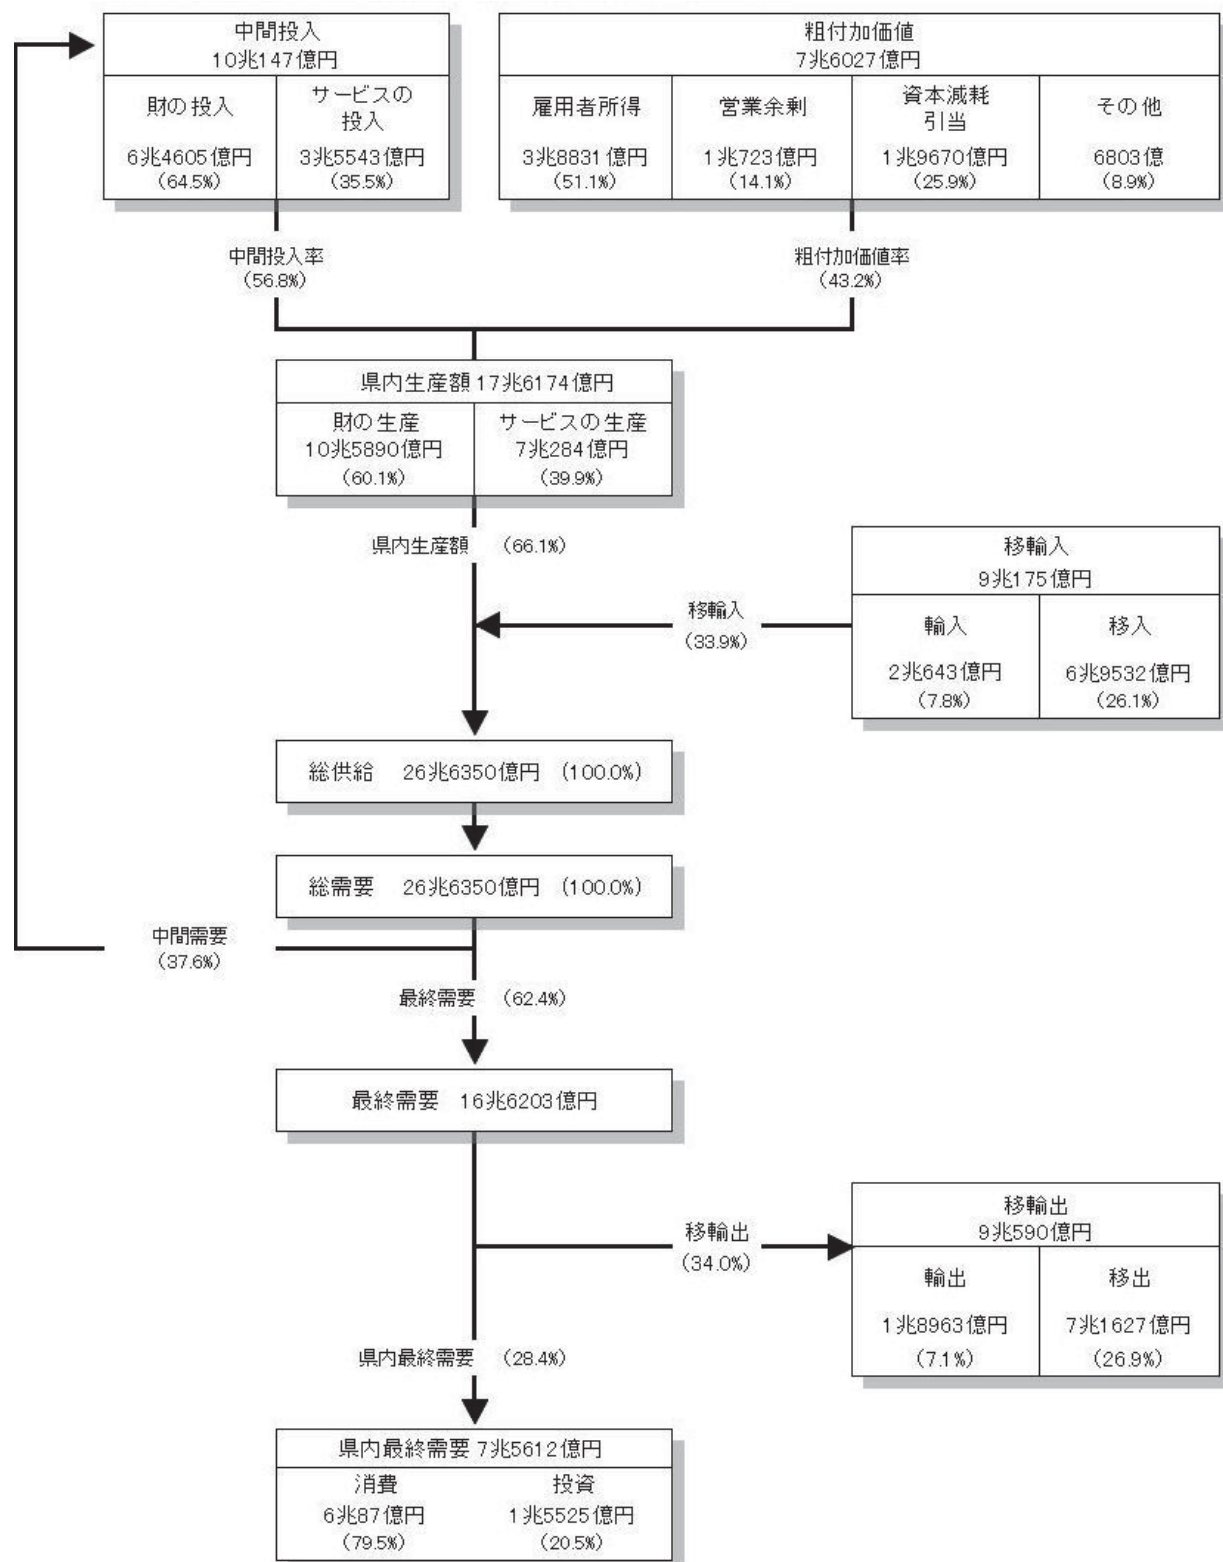 中間投入
10兆147億円
財の投入
6兆4605億円
(64.5%)
サービスの
投入
3兆5543億円
(35.5%)
粗付加価値
7兆6027億円
雇用者所得
3兆8831億円
(51.1%)
営業余剰
1兆723億円
(14.1%)
資本減耗
引当
1兆9670億円
(25.9%)
その他
6803億
(8.9%)
中間投入率
(56.8%)
粗付加価値率
(43.2%)
県内生産額 17兆6174億円
財の生産
10兆5890億円
(60.1%)
サービスの生産
7兆284億円
(39.9%)
県内生産額 (66.1%)
移輸入
9兆175億円
輸入
2兆643億円
(7.8%)
移入
6兆9532億円
(26.1%)
移輸入
(33.9%)
総供給 26兆6350億円 (100.0%)
総需要 26兆6350億円 (100.0%)
中間需要
(37.6%)
最終需要 (62.4%)
最終需要 16兆6203億円
移輸出
(34.0%)
移輸出
9兆590億円
輸出
1兆8963億円
(7.1%)
移出
7兆1627億円
(26.9%)
県内最終需要 (28.4%)
県内最終需要 7兆5612億円
消費
6兆87億円
(79.5%)
投資
1兆5525億円
(20.5%)